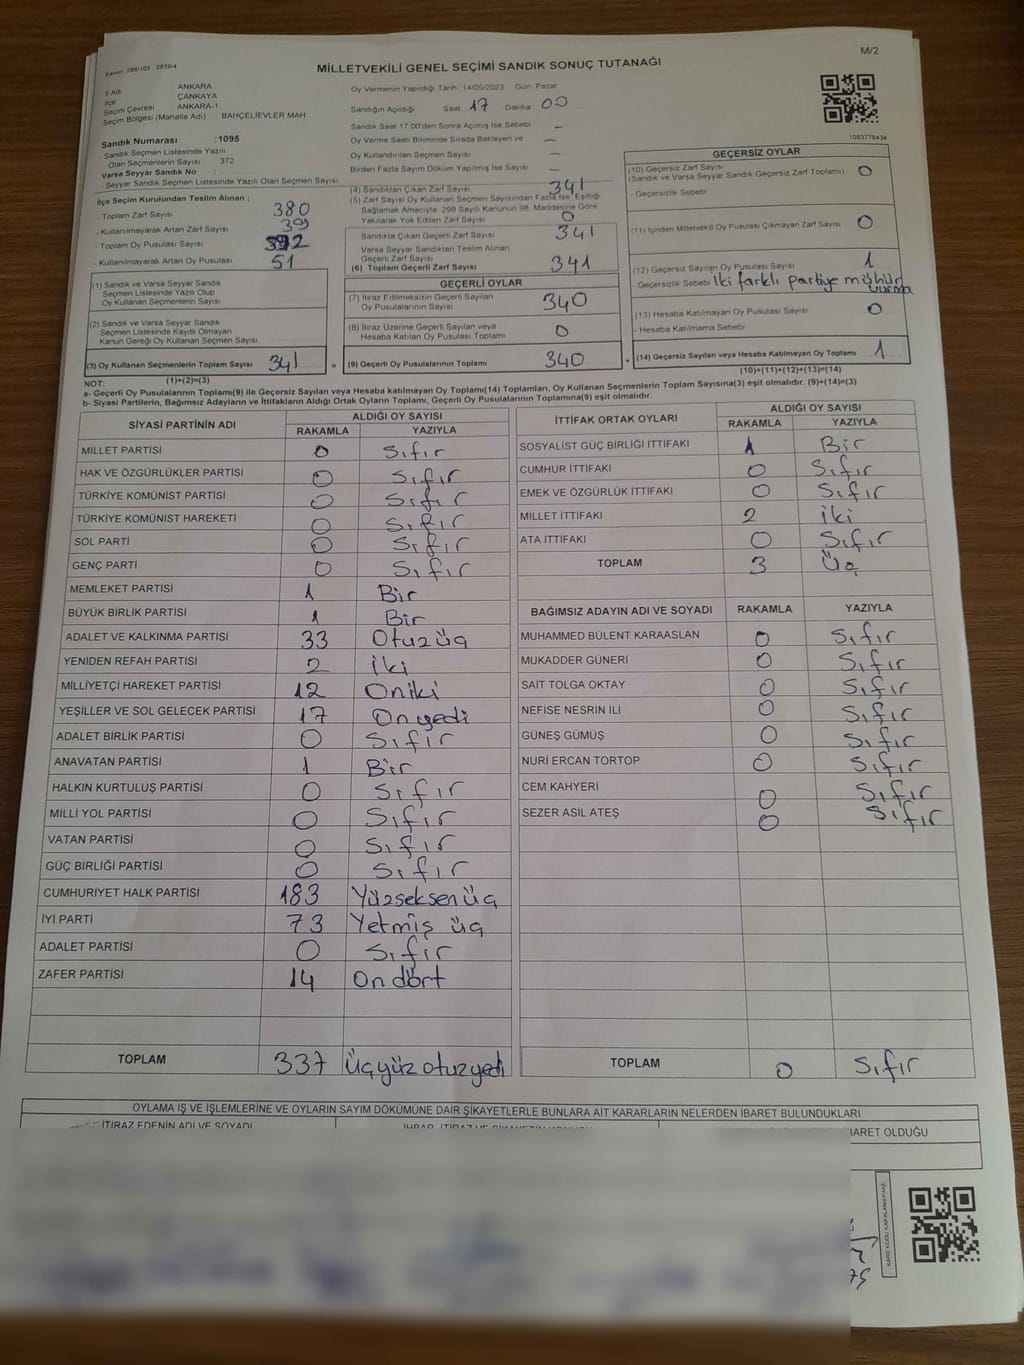 M/2
Kanun: 298/105 , 2839/4
MİLLETVEKİLİ GENEL SEÇİMİ SANDIK SONUÇ TUTANAĞI
İl Adı ANKARA
İlçe ÇANKAYA
Seçim Çevresi ANKARA-1
Seçim Bölgesi (Mahalle Adı) BAHÇELİEVLER MAH
Sandık Numarası : 1095
- Sandık Seçmen Listesinde Yazılı
Olan Seçmenlerin Sayısı : 372
Varsa Seyyar Sandık No :
- Seyyar Sandık Seçmen Listesinde Yazılı Olan Seçmen Sayısı
İlçe Seçim Kurulundan Teslim Alınan ;
- Toplam Zarf Sayısı 380
- Kullanılmayarak Artan Zarf Sayısı 39
- Toplam Oy Pusulası Sayısı 392
- Kullanılmayarak Artan Oy Pusulası 51
(1) Sandık ve Varsa Seyyar Sandık
Seçmen Listesinde Yazılı Olup
Oy Kullanan Seçmenlerin Sayısı
(2) Sandık ve Varsa Seyyar Sandık
Seçmen Listesinde Kayıtlı Olmayan
Kanun Gereği Oy Kullanan Seçmen Sayısı
(3) Oy Kullanan Seçmenlerin Toplam Sayısı 341
(1)+(2)=(3)
Oy Vermenin Yapıldığı Tarih 14/05/2023 Gün Pazar
Sandığın Açıldığı Saat 17 Dakika 00
Sandık Saat 17.00'den Sonra Açılmış İse Sebebi —
Oy Verme Saati Bitiminde Sırada Bekleyen ve —
Oy Kullandırılan Seçmen Sayısı —
Birden Fazla Sayım Döküm Yapılmış İse Sayısı —
(4) Sandıktan Çıkan Zarf Sayısı 341
(5) Zarf Sayısı Oy Kullanan Seçmen Sayısından Fazla İse, Eşitliği
Sağlamak Amacıyla, 298 Sayılı Kanunun 98. Maddesine Göre
Yakılarak Yok Edilen Zarf Sayısı 0
Sandıkta Çıkan Geçerli Zarf Sayısı 341
Varsa Seyyar Sandıktan Teslim Alınan
Geçerli Zarf Sayısı
(6) Toplam Geçerli Zarf Sayısı 341
GEÇERLİ OYLAR
(7) İtiraz Edilmeksizin Geçerli Sayılan
Oy Pusulalarının Sayısı 340
(8) İtiraz Üzerine Geçerli Sayılan veya
Hesaba Katılan Oy Pusulası Toplamı 0
= (9) Geçerli Oy Pusulalarının Toplamı 340
1083778434
GEÇERSİZ OYLAR
(10) Geçersiz Zarf Sayısı 0
(Sandık ve Varsa Seyyar Sandık Geçersiz Zarf Toplamı)
- Geçersizlik Sebebi
(11) İçinden Milletvekili Oy Pusulası Çıkmayan Zarf Sayısı 0
(12) Geçersiz Sayılan Oy Pusulası Sayısı 1
- Geçersizlik Sebebi İki farklı partiye mühür
vurma
(13) Hesaba Katılmayan Oy Pusulası Sayısı 0
- Hesaba Katılmama Sebebi
+ (14) Geçersiz Sayılan veya Hesaba Katılmayan Oy Toplamı 1
(10)+(11)+(12)+(13)=(14)
NOT:
a- Geçerli Oy Pusulalarının Toplamı(9) ile Geçersiz Sayılan veya Hesaba katılmayan Oy Toplamı(14) Toplamları, Oy Kullanan Seçmenlerin Toplam Sayısına(3) eşit olmalıdır. (9)+(14)=(3)
b- Siyasi Partilerin, Bağımsız Adayların ve İttifakların Aldığı Ortak Oyların Toplamı, Geçerli Oy Pusulalarının Toplamına(9) eşit olmalıdır.
SİYASİ PARTİNİN ADI ALDIĞI OY SAYISI
RAKAMLA YAZIYLA
MİLLET PARTİSİ 0 Sıfır
HAK VE ÖZGÜRLÜKLER PARTİSİ 0 Sıfır
TÜRKİYE KOMÜNİST PARTİSİ 0 Sıfır
TÜRKİYE KOMÜNİST HAREKETİ 0 Sıfır
SOL PARTİ 0 Sıfır
GENÇ PARTİ 0 Sıfır
MEMLEKET PARTİSİ 1 Bir
BÜYÜK BİRLİK PARTİSİ 1 Bir
ADALET VE KALKINMA PARTİSİ 33 Otuzüç
YENİDEN REFAH PARTİSİ 2 İki
MİLLİYETÇİ HAREKET PARTİSİ 12 Oniki
YEŞİLLER VE SOL GELECEK PARTİSİ 17 Onyedi
ADALET BİRLİK PARTİSİ 0 Sıfır
ANAVATAN PARTİSİ 1 Bir
HALKIN KURTULUŞ PARTİSİ 0 Sıfır
MİLLİ YOL PARTİSİ 0 Sıfır
VATAN PARTİSİ 0 Sıfır
GÜÇ BİRLİĞİ PARTİSİ 0 Sıfır
CUMHURİYET HALK PARTİSİ 183 Yüzseksenüç
İYİ PARTİ 73 Yetmiş üç
ADALET PARTİSİ 0 Sıfır
ZAFER PARTİSİ 14 On dört
TOPLAM 337 Üçyüzotuzyedi
İTTİFAK ORTAK OYLARI ALDIĞI OY SAYISI
RAKAMLA YAZIYLA
SOSYALİST GÜÇ BİRLİĞİ İTTİFAKI 1 Bir
CUMHUR İTTİFAKI 0 Sıfır
EMEK VE ÖZGÜRLÜK İTTİFAKI 0 Sıfır
MİLLET İTTİFAKI 2 İki
ATA İTTİFAKI 0 Sıfır
TOPLAM 3 Üç
BAĞIMSIZ ADAYIN ADI VE SOYADI RAKAMLA YAZIYLA
MUHAMMED BÜLENT KARAASLAN 0 Sıfır
MUKADDER GÜNERİ 0 Sıfır
SAİT TOLGA OKTAY 0 Sıfır
NEFİSE NESRİN İLİ 0 Sıfır
GÜNEŞ GÜMÜŞ 0 Sıfır
NURİ ERCAN TORTOP 0 Sıfır
CEM KAHYERİ 0 Sıfır
SEZER ASİL ATEŞ 0 Sıfır
TOPLAM 0 Sıfır
OYLAMA İŞ VE İŞLEMLERİNE VE OYLARIN SAYIM DÖKÜMÜNE DAİR ŞİKAYETLERLE BUNLARA AİT KARARLARIN NELERDEN İBARET BULUNDUKLARI
İTİRAZ EDENİN ADI VE SOYADI
İBARET OLDUĞU
KARE KODU KARALAMAYINIZ!